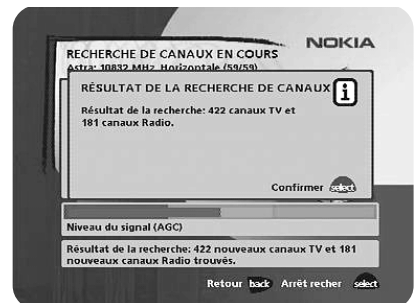 NOKIA
RECHERCHE DE CANAUX EN COURS
Astra: 10832 MHz, Horizontale (59/59)
RÉSULTAT DE LA RECHERCHE DE CANAUX
i
Résultat de la recherche: 422 canaux TV et
181 canaux Radio.
Confirmer select
Niveau du signal (AGC)
Résultat de la recherche: 422 nouveaux canaux TV et 181
nouveaux canaux Radio trouvés.
Retour back Arrêt recher select